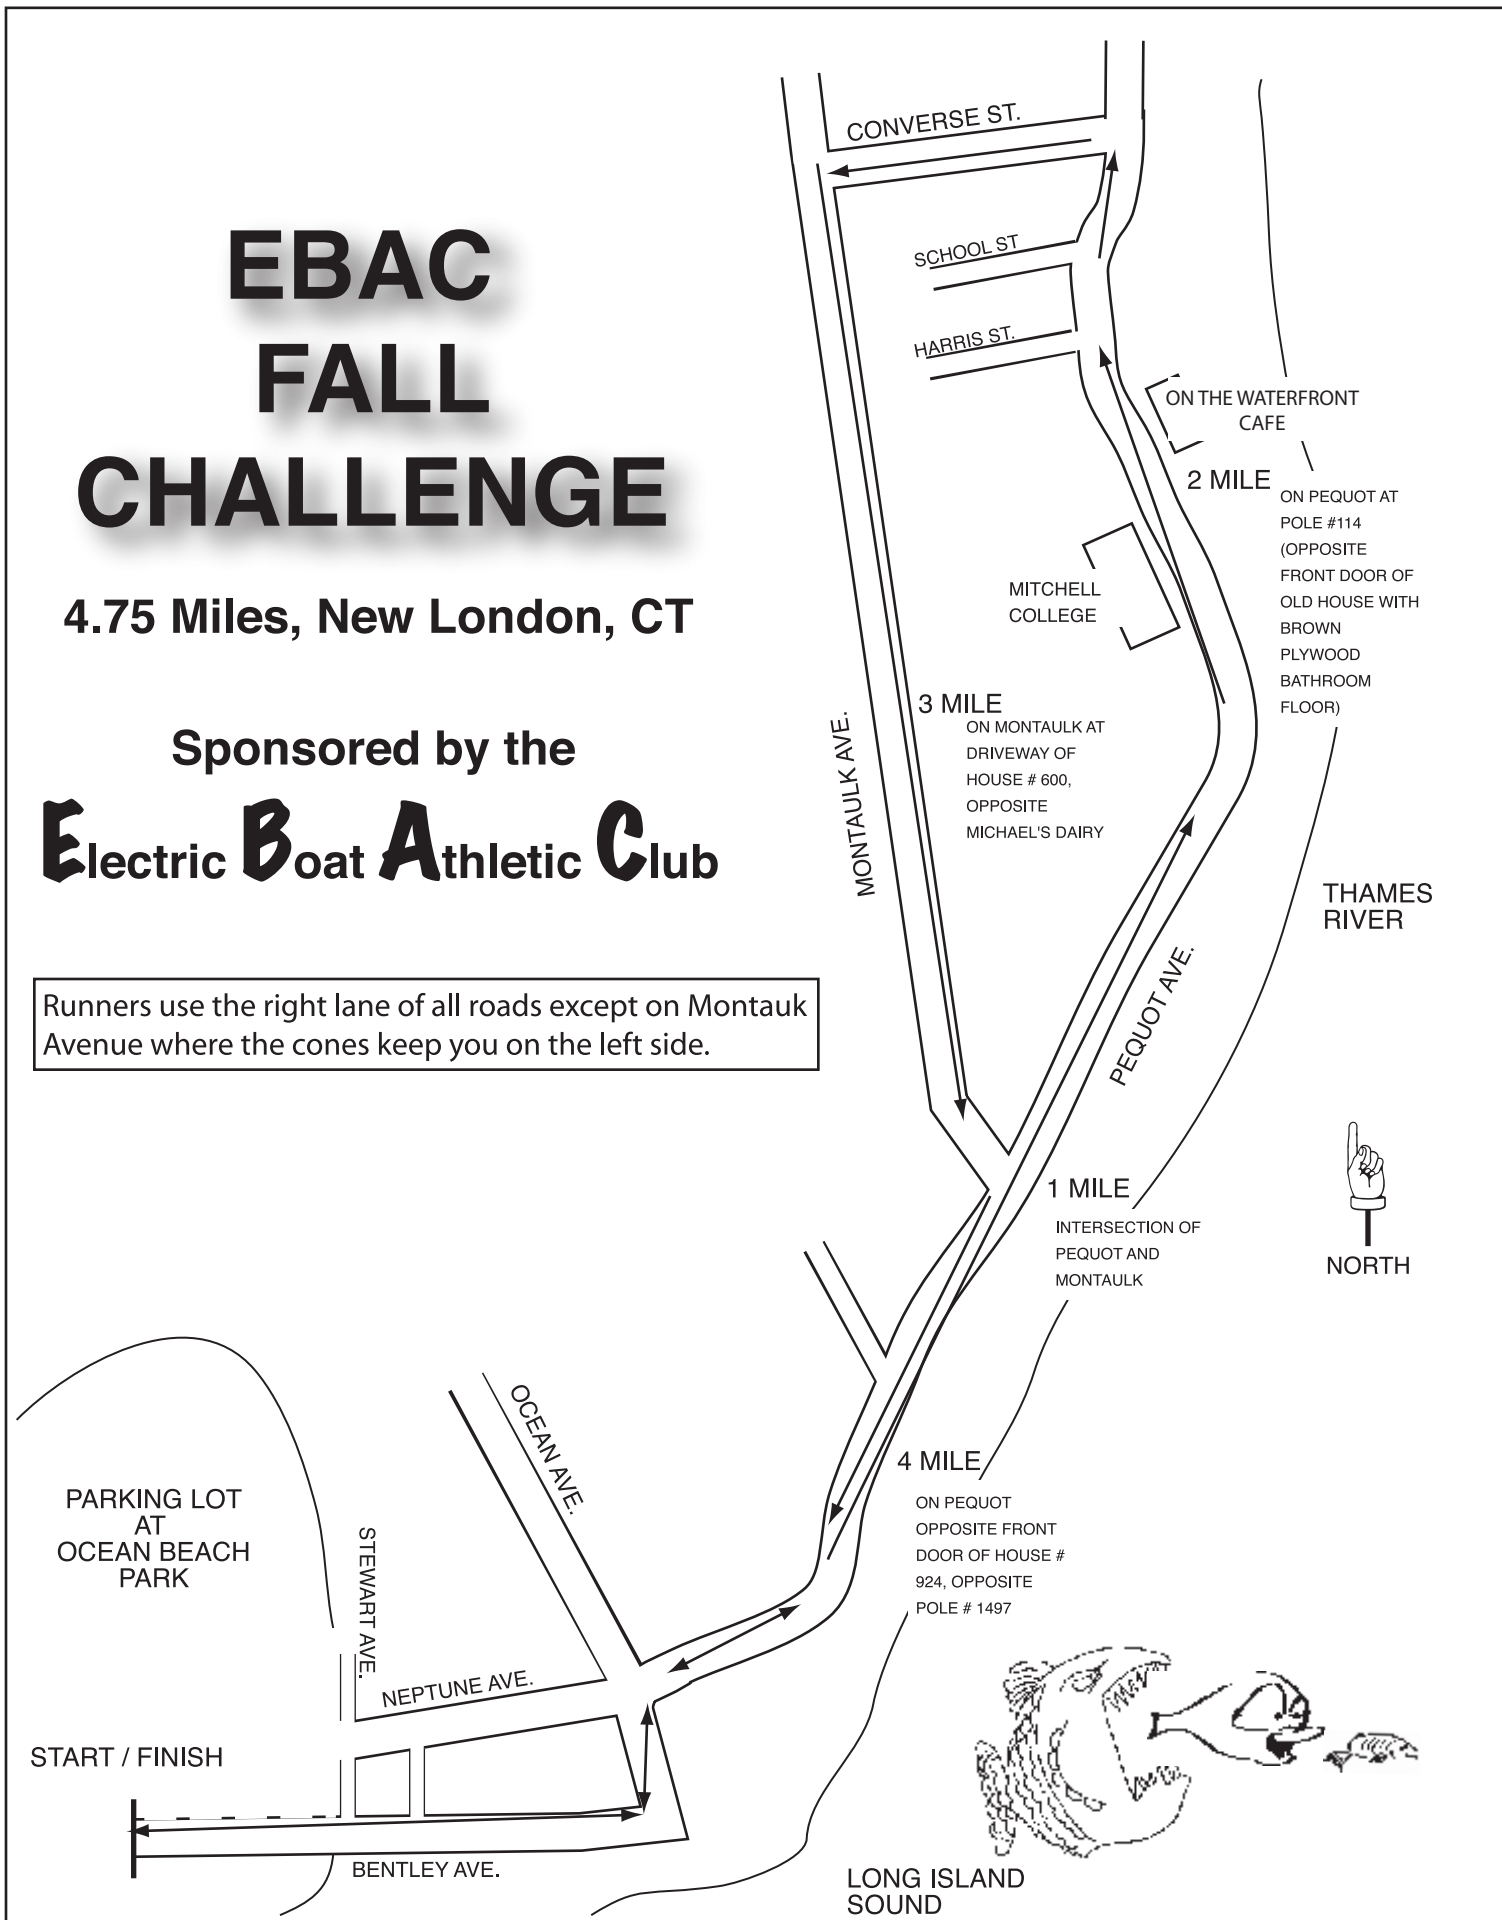 EBAC
FALL
CHALLENGE
4.75 Miles, New London, CT
Sponsored by the
Electric Boat Athletic Club
Runners use the right lane of all roads except on Montauk
Avenue where the cones keep you on the left side.
CONVERSE ST.
SCHOOL ST
HARRIS ST.
ON THE WATERFRONT
CAFE
2 MILE
ON PEQUOT AT
POLE #114
(OPPOSITE
FRONT DOOR OF
OLD HOUSE WITH
BROWN
PLYWOOD
BATHROOM
FLOOR)
MITCHELL
COLLEGE
3 MILE
ON MONTAULK AT
DRIVEWAY OF
HOUSE # 600,
OPPOSITE
MICHAEL'S DAIRY
MONTAULK AVE.
THAMES
RIVER
PEQUOT AVE.
1 MILE
INTERSECTION OF
PEQUOT AND
MONTAULK
NORTH
OCEAN AVE.
4 MILE
ON PEQUOT
OPPOSITE FRONT
DOOR OF HOUSE #
924, OPPOSITE
POLE # 1497
PARKING LOT
AT
OCEAN BEACH
PARK
STEWART AVE.
NEPTUNE AVE.
START / FINISH
BENTLEY AVE.
LONG ISLAND
SOUND